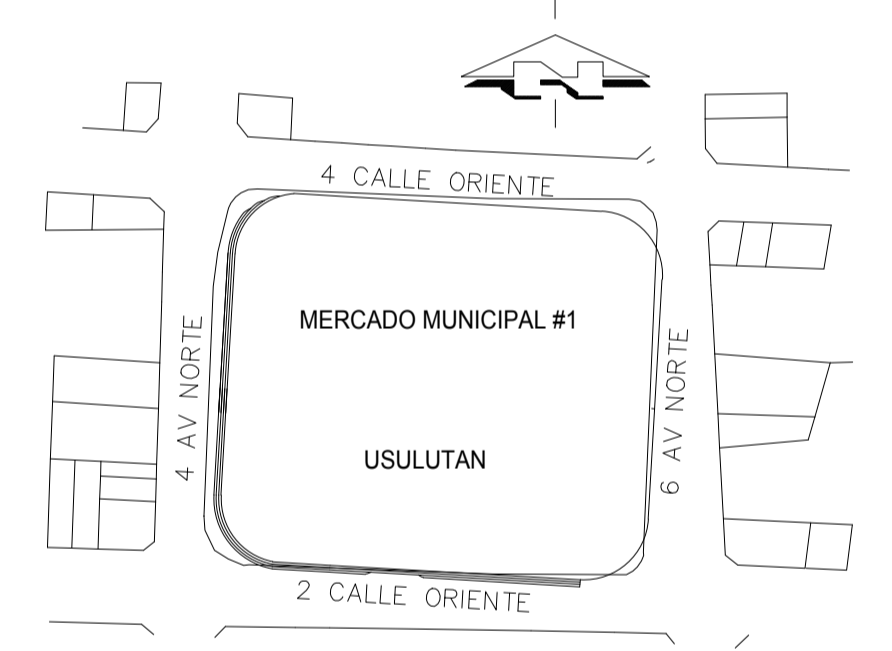 N
4 CALLE ORIENTE
MERCADO MUNICIPAL #1
4 AV NORTE
6 AV NORTE
USULUTAN
2 CALLE ORIENTE